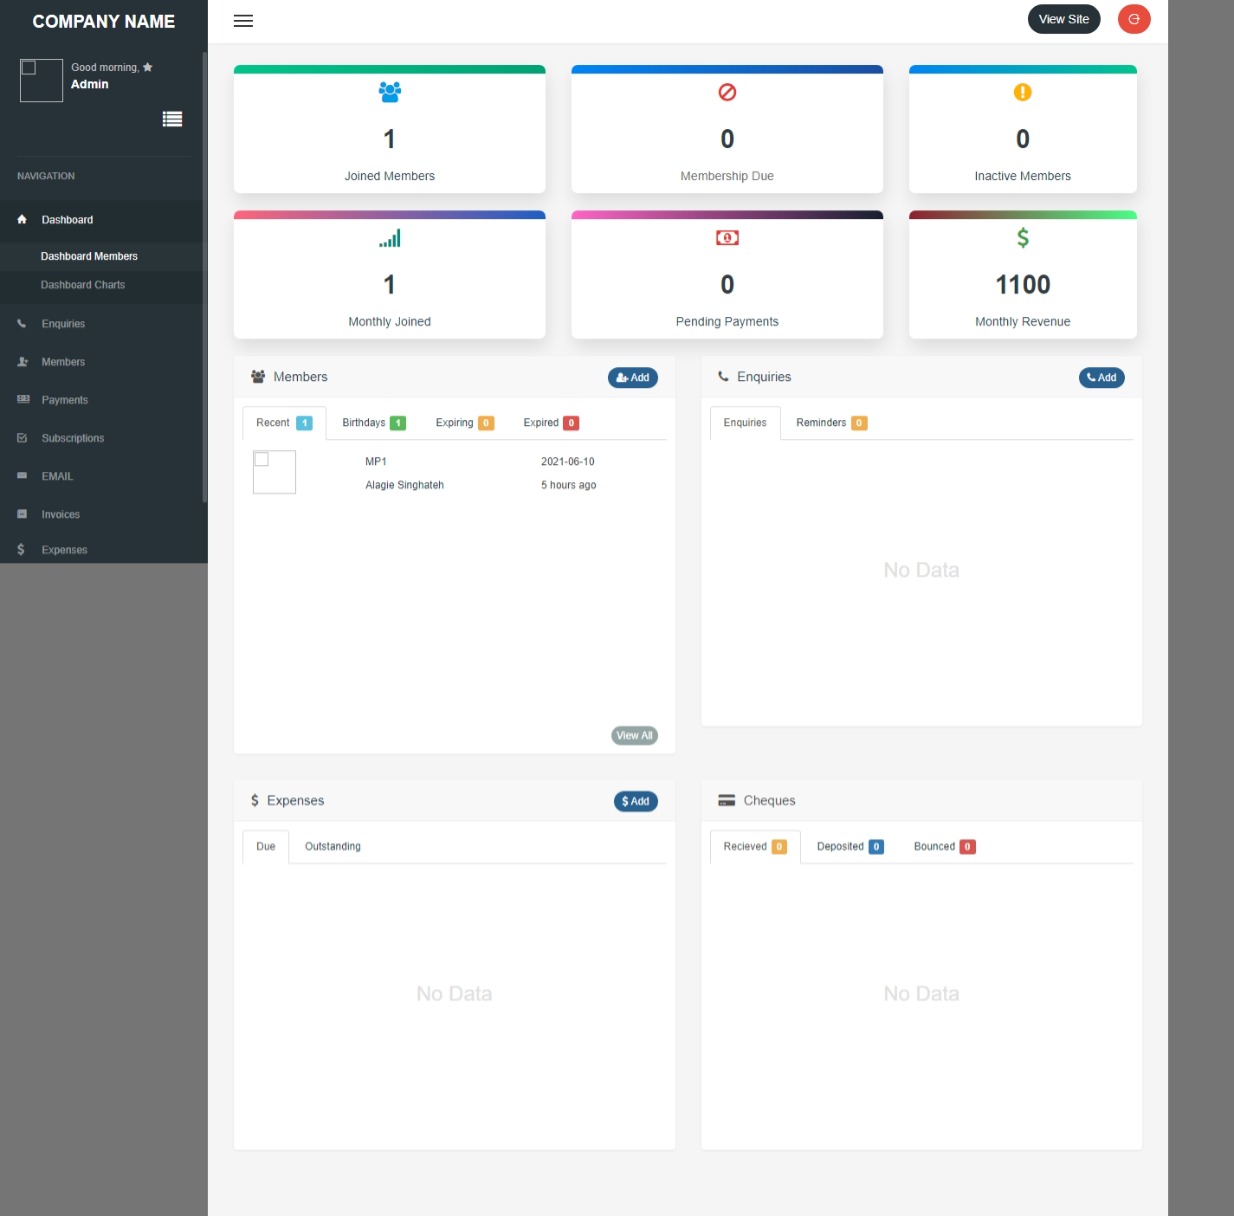 COMPANY NAME
Good morning,
Admin
NAVIGATION
Dashboard
Dashboard Members
Dashboard Charts
Enquiries
Members
Payments
Subscriptions
EMAIL
Invoices
$ Expenses
View Site
1
Joined Members
0
Membership Due
0
Inactive Members
1
Monthly Joined
0
Pending Payments
$
1100
Monthly Revenue
Members
Add
Recent 1 Birthdays 1 Expiring 0 Expired 0
MP1 2021-06-10
Alagie Singhateh 5 hours ago
View All
Enquiries
Add
Enquiries Reminders 0
No Data
$ Expenses
$ Add
Due Outstanding
No Data
Cheques
Recieved 0 Deposited 0 Bounced 0
No Data